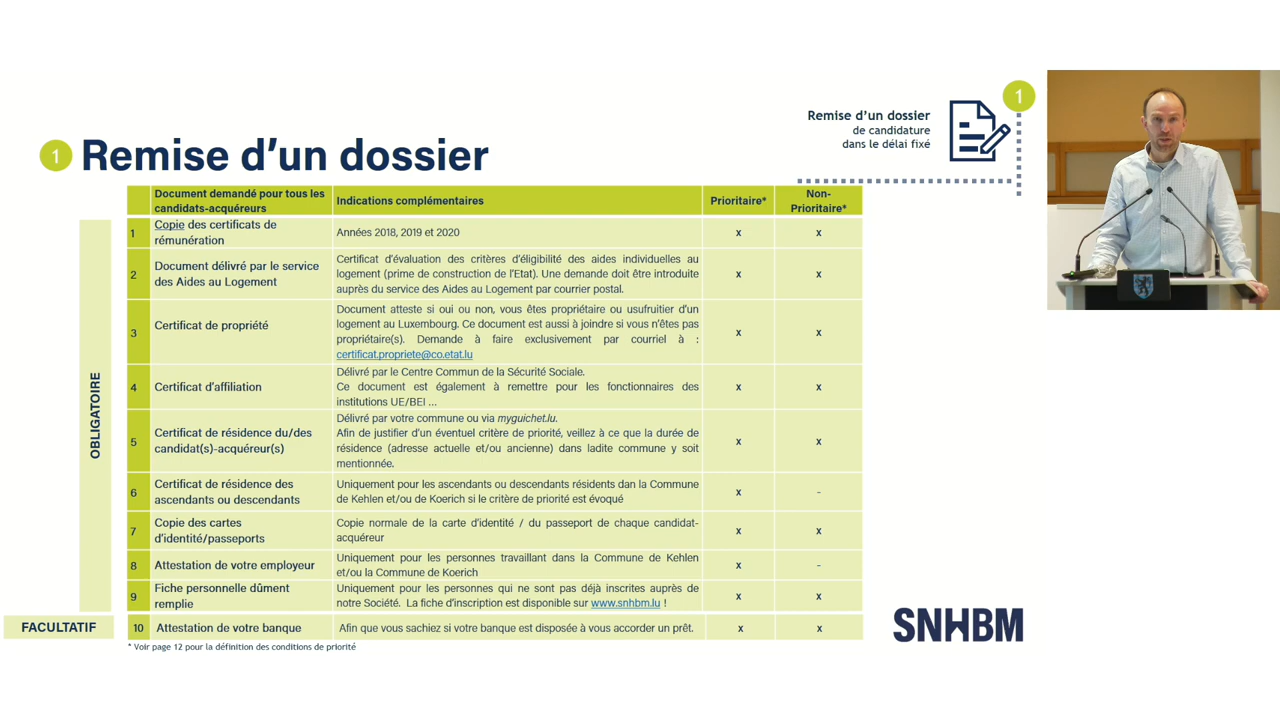 Remise d'un dossier
de candidature
dans le délai fixé
1
1
Remise d'un dossier
Document demandé pour tous les
candidats-acquéreurs
Indications complémentaires
Prioritaire*
Non-
Prioritaire*
OBLIGATOIRE
1
Copie des certificats de
rémunération
Années 2018, 2019 et 2020
x
x
2
Document délivré par le service
des Aides au Logement
Certificat d'évaluation des critères d'éligibilité des aides individuelles au
logement (prime de construction de l'Etat). Une demande doit être introduite
auprès du service des Aides au Logement par courrier postal.
x
x
3
Certificat de propriété
Document atteste si oui ou non, vous êtes propriétaire ou usufruitier d'un
logement au Luxembourg. Ce document est aussi à joindre si vous n'êtes pas
propriétaire(s). Demande à faire exclusivement par courriel à :
certificat.propriete@co.etat.lu
x
x
4
Certificat d'affiliation
Délivré par le Centre Commun de la Sécurité Sociale.
Ce document est également à remettre pour les fonctionnaires des
institutions UE/BEI ...
x
x
5
Certificat de résidence du/des
candidat(s)-acquéreur(s)
Délivré par votre commune ou via myguichet.lu.
Afin de justifier d'un éventuel critère de priorité, veillez à ce que la durée de
résidence (adresse actuelle et/ou ancienne) dans ladite commune y soit
mentionnée.
x
x
6
Certificat de résidence des
ascendants ou descendants
Uniquement pour les ascendants ou descendants résidents dan la Commune
de Kehlen et/ou de Koerich si le critère de priorité est évoqué
x
-
7
Copie des cartes
d'identité/passeports
Copie normale de la carte d'identité / du passeport de chaque candidat-
acquéreur
x
x
8
Attestation de votre employeur
Uniquement pour les personnes travaillant dans la Commune de Kehlen
et/ou la Commune de Koerich
x
-
9
Fiche personnelle dûment
remplie
Uniquement pour les personnes qui ne sont pas déjà inscrites auprès de
notre Société. La fiche d'inscription est disponible sur www.snhbm.lu !
x
x
FACULTATIF
10
Attestation de votre banque
Afin que vous sachiez si votre banque est disposée à vous accorder un prêt.
x
x
* Voir page 12 pour la définition des conditions de priorité
SNHBM